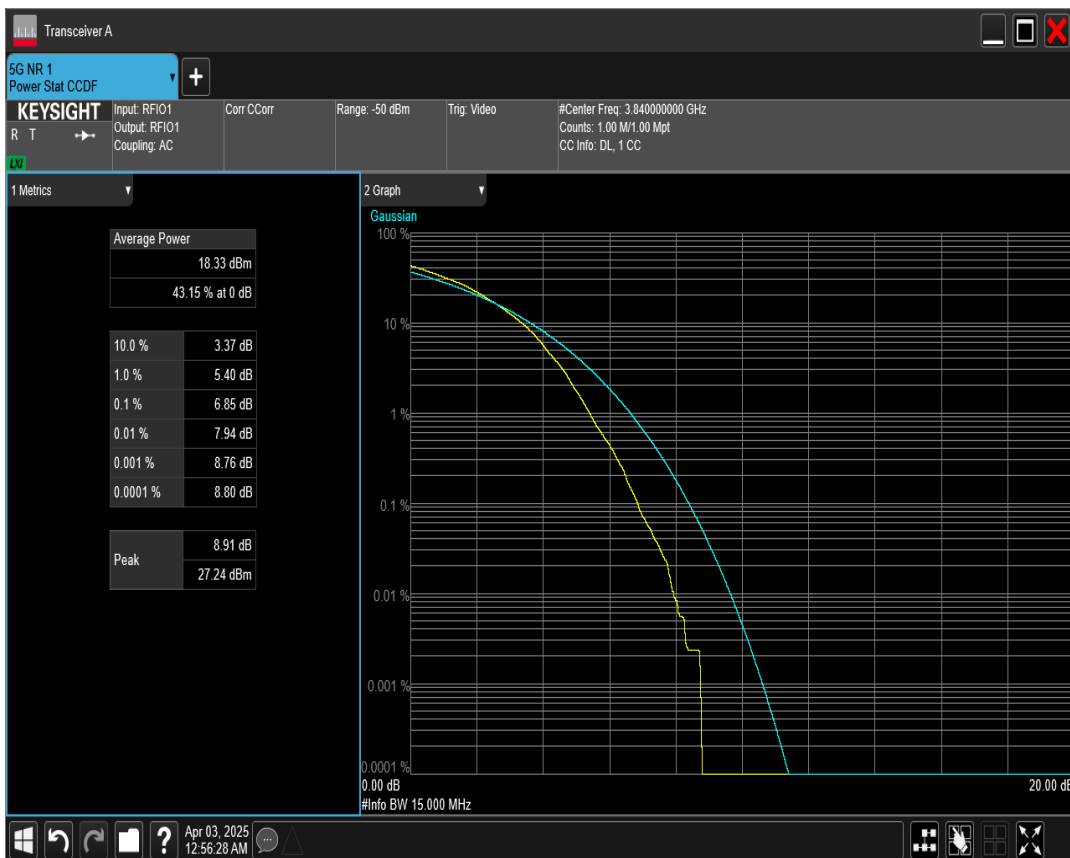 Transceiver A
5G NR 1
Power Stat CCDF
+
KEYSIGHT
R T
LXI
Input: RFIO1
Output: RFIO1
Coupling: AC
Corr CCorr
Range: -50 dBm
Trig: Video
#Center Freq: 3.840000000 GHz
Counts: 1.00 M/1.00 Mpt
CC Info: DL, 1 CC
1 Metrics
Average Power
18.33 dBm
43.15 % at 0 dB
10.0 % 3.37 dB
1.0 % 5.40 dB
0.1 % 6.85 dB
0.01 % 7.94 dB
0.001 % 8.76 dB
0.0001 % 8.80 dB
Peak
8.91 dB
27.24 dBm
2 Graph
Gaussian
100 %
10 %
1 %
0.1 %
0.01 %
0.001 %
0.0001 %
0.00 dB
20.00 dB
#Info BW 15.000 MHz
?
Apr 03, 2025
12:56:28 AM